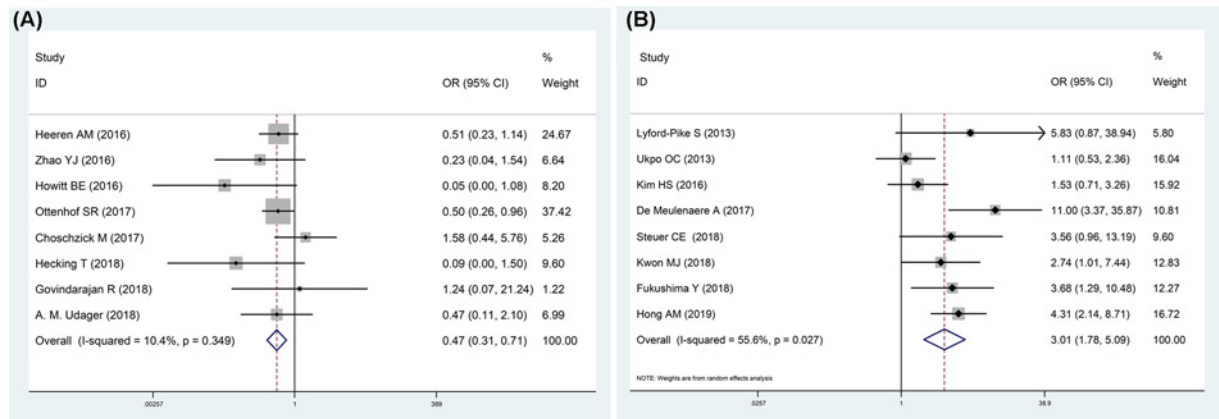 (A)
Study %
ID OR (95% CI) Weight
Heeren AM (2016) 0.51 (0.23, 1.14) 24.67
Zhao YJ (2016) 0.23 (0.04, 1.54) 6.64
Howitt BE (2016) 0.05 (0.00, 1.08) 8.20
Ottenhof SR (2017) 0.50 (0.26, 0.96) 37.42
Choschzick M (2017) 1.58 (0.44, 5.76) 5.26
Hecking T (2018) 0.09 (0.00, 1.50) 9.60
Govindarajan R (2018) 1.24 (0.07, 21.24) 1.22
A. M. Udager (2018) 0.47 (0.11, 2.10) 6.99
Overall (I-squared = 10.4%, p = 0.349) 0.47 (0.31, 0.71) 100.00
.00257 1 389
(B)
Study %
ID OR (95% CI) Weight
Lyford-Pike S (2013) 5.83 (0.87, 38.94) 5.80
Ukpo OC (2013) 1.11 (0.53, 2.36) 16.04
Kim HS (2016) 1.53 (0.71, 3.26) 15.92
De Meulenaere A (2017) 11.00 (3.37, 35.87) 10.81
Steuer CE (2018) 3.56 (0.96, 13.19) 9.60
Kwon MJ (2018) 2.74 (1.01, 7.44) 12.83
Fukushima Y (2018) 3.68 (1.29, 10.48) 12.27
Hong AM (2019) 4.31 (2.14, 8.71) 16.72
Overall (I-squared = 55.6%, p = 0.027) 3.01 (1.78, 5.09) 100.00
NOTE: Weights are from random effects analysis
.0257 1 38.9